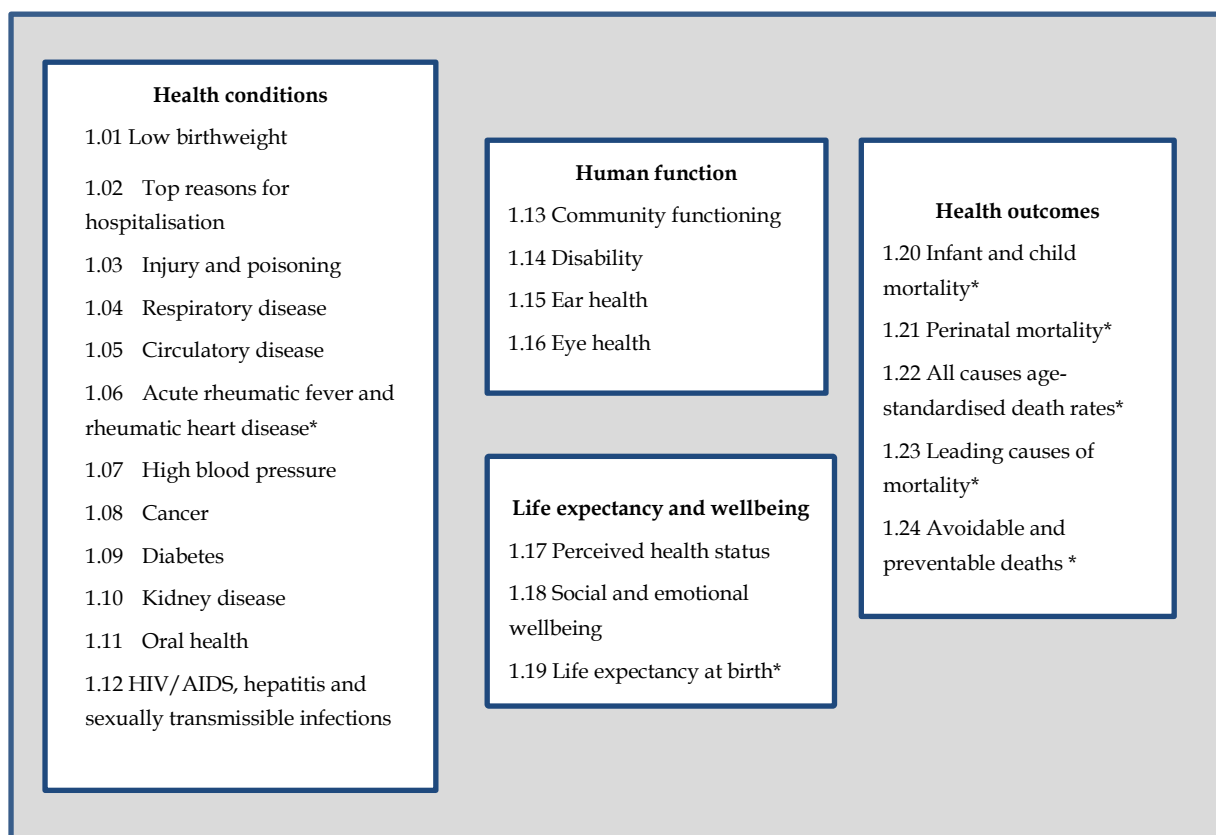 Health conditions
1.01 Low birthweight
1.02 Top reasons for
hospitalisation
1.03 Injury and poisoning
1.04 Respiratory disease
1.05 Circulatory disease
1.06 Acute rheumatic fever and
rheumatic heart disease*
1.07 High blood pressure
1.08 Cancer
1.09 Diabetes
1.10 Kidney disease
1.11 Oral health
1.12 HIV/AIDS, hepatitis and
sexually transmissible infections
Human function
1.13 Community functioning
1.14 Disability
1.15 Ear health
1.16 Eye health
Life expectancy and wellbeing
1.17 Perceived health status
1.18 Social and emotional
wellbeing
1.19 Life expectancy at birth*
Health outcomes
1.20 Infant and child
mortality*
1.21 Perinatal mortality*
1.22 All causes age-
standardised death rates*
1.23 Leading causes of
mortality*
1.24 Avoidable and
preventable deaths *